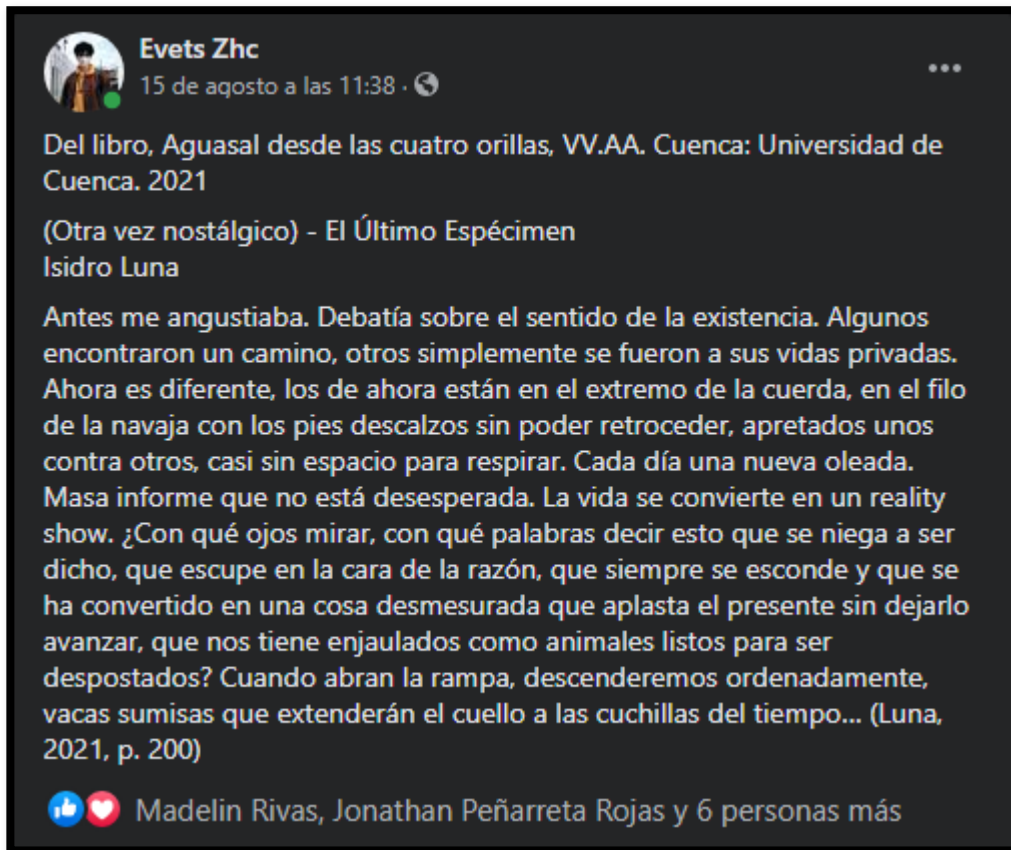 Evets Zhc
15 de agosto a las 11:38 ·
Del libro, Aguasal desde las cuatro orillas, VV.AA. Cuenca: Universidad de
Cuenca. 2021
(Otra vez nostálgico) - El Último Espécimen
Isidro Luna
Antes me angustiaba. Debatía sobre el sentido de la existencia. Algunos
encontraron un camino, otros simplemente se fueron a sus vidas privadas.
Ahora es diferente, los de ahora están en el extremo de la cuerda, en el filo
de la navaja con los pies descalzos sin poder retroceder, apretados unos
contra otros, casi sin espacio para respirar. Cada día una nueva oleada.
Masa informe que no está desesperada. La vida se convierte en un reality
show. ¿Con qué ojos mirar, con qué palabras decir esto que se niega a ser
dicho, que escupe en la cara de la razón, que siempre se esconde y que se
ha convertido en una cosa desmesurada que aplasta el presente sin dejarlo
avanzar, que nos tiene enjaulados como animales listos para ser
despostados? Cuando abran la rampa, descenderemos ordenadamente,
vacas sumisas que extenderán el cuello a las cuchillas del tiempo... (Luna,
2021, p. 200)
Madelin Rivas, Jonathan Peñarreta Rojas y 6 personas más